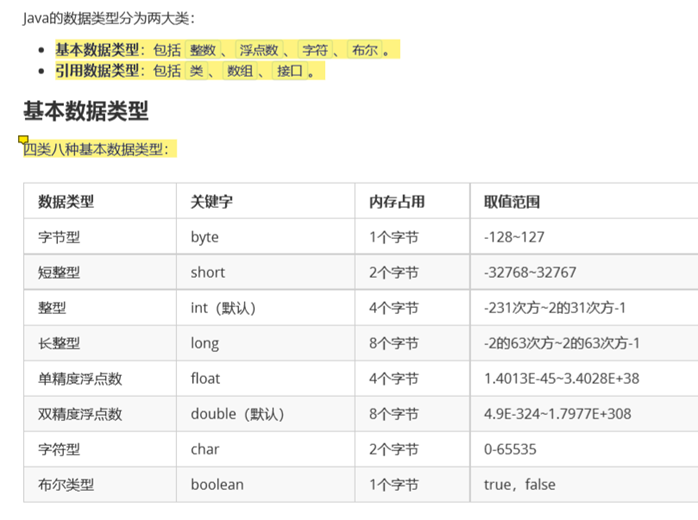 Java的数据类型分为两大类：
基本数据类型：包括 整数 、 浮点数 、 字符 、 布尔 。
引用数据类型：包括 类 、 数组 、 接口 。
基本数据类型
四类八种基本数据类型：
数据类型 关键字 内存占用 取值范围
字节型 byte 1个字节 -128~127
短整型 short 2个字节 -32768~32767
整型 int（默认） 4个字节 -231次方~2的31次方-1
长整型 long 8个字节 -2的63次方~2的63次方-1
单精度浮点数 float 4个字节 1.4013E-45~3.4028E+38
双精度浮点数 double（默认） 8个字节 4.9E-324~1.7977E+308
字符型 char 2个字节 0-65535
布尔类型 boolean 1个字节 true，false